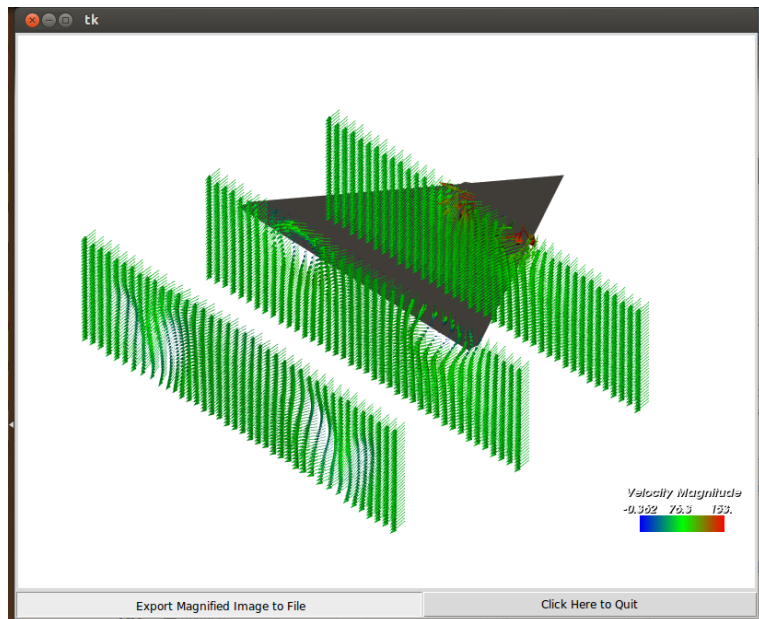 tk
Velocity Magnitude
-0.362 76.3 153.
Export Magnified Image to File
Click Here to Quit